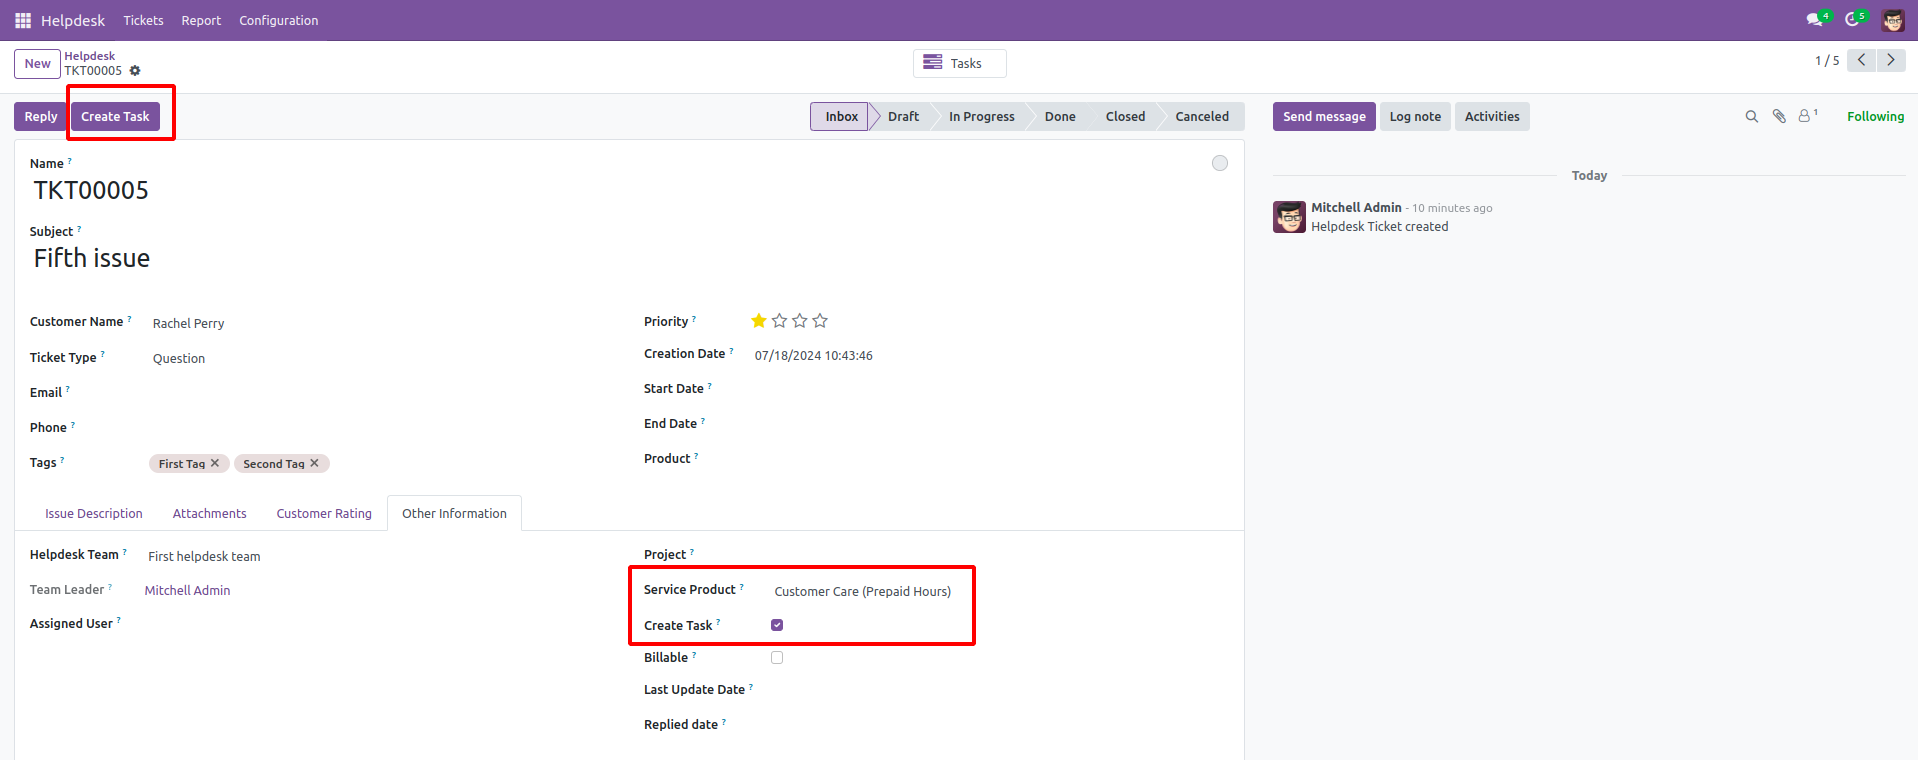 Helpdesk Tickets Report Configuration 4 5
New Helpdesk Tasks 1 / 5
TKT00005
Reply Create Task Inbox Draft In Progress Done Closed Canceled Send message Log note Activities 1 Following
Name ?
TKT00005
Today
Subject ?
Mitchell Admin - 10 minutes ago
Helpdesk Ticket created
Fifth issue
Customer Name ? Rachel Perry Priority ?
Ticket Type ? Question Creation Date ? 07/18/2024 10:43:46
Email ? Start Date ?
Phone ? End Date ?
Tags ? First Tag Second Tag Product ?
Issue Description Attachments Customer Rating Other Information
Helpdesk Team ? First helpdesk team Project ?
Team Leader ? Mitchell Admin Service Product ? Customer Care (Prepaid Hours)
Assigned User ? Create Task ?
Billable ?
Last Update Date ?
Replied date ?